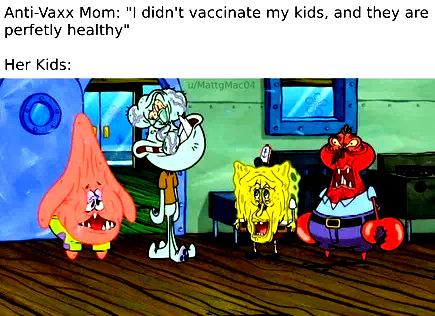 Anti-Vaxx Mom: "I didn't vaccinate my kids, and they are
perfetly healthy"
Her Kids:
u/MattgMac04